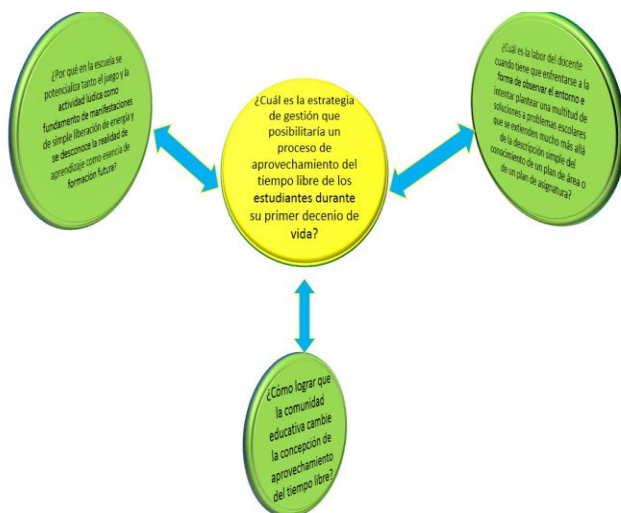 ¿Por qué en la escuela se
potencializa tanto el juego y la
actividad lúdica como
fundamento de manifestaciones
de simple liberación de energía y
se desconoce la realidad de
aprendizaje como esencia de
formación futura?
¿Cuál es la estrategia
de gestión que
posibilitaría un
proceso de
aprovechamiento del
tiempo libre de los
estudiantes durante
su primer decenio de
vida?
¿Cuál es la labor del docente
cuando tiene que enfrentarse a la
forma de observar el entorno e
intentar plantear una multitud de
soluciones a problemas escolares
que se extienden mucho más allá
de la descripción simple del
conocimiento de un plan de área o
de un plan de asignatura?
¿Cómo lograr que
la comunidad
educativa cambie
la concepción de
aprovechamiento
del tiempo libre?